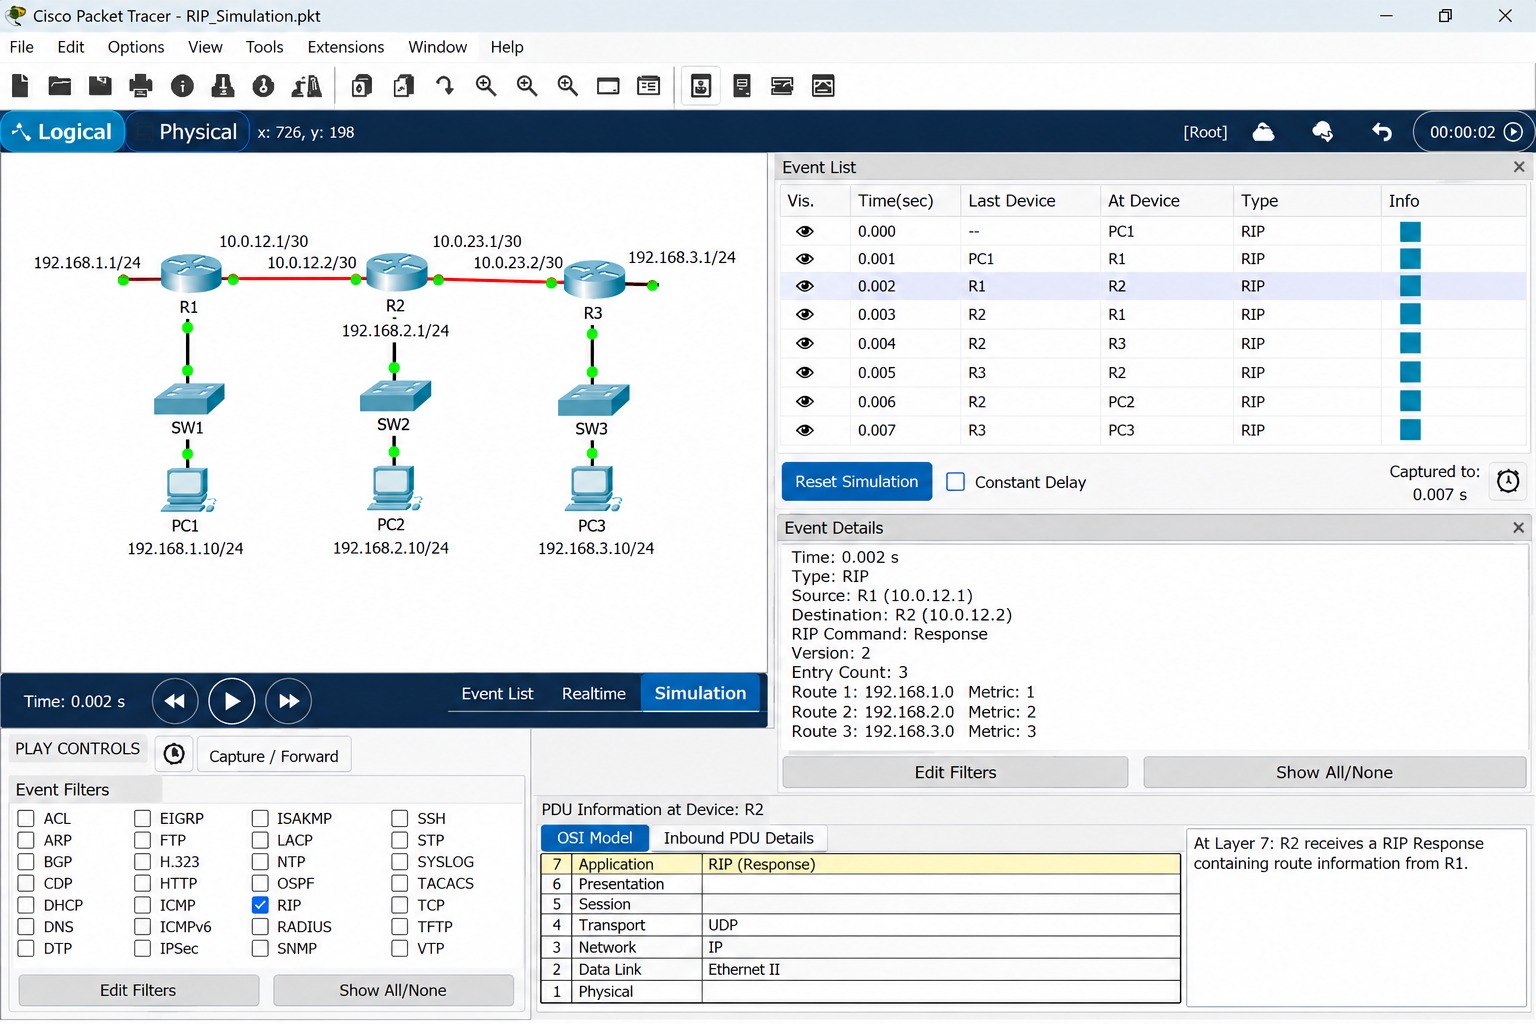 Cisco Packet Tracer - RIP_Simulation.pkt
File Edit Options View Tools Extensions Window Help
Logical Physical x: 726, y: 198 [Root] 00:00:02
10.0.12.1/30 10.0.23.1/30
192.168.1.1/24 10.0.12.2/30 10.0.23.2/30 192.168.3.1/24
R1 R2 R3
192.168.2.1/24
SW1 SW2 SW3
PC1 PC2 PC3
192.168.1.10/24 192.168.2.10/24 192.168.3.10/24
Time: 0.002 s Event List Realtime Simulation
Event List
Vis. Time(sec) Last Device At Device Type Info
0.000 -- PC1 RIP
0.001 PC1 R1 RIP
0.002 R1 R2 RIP
0.003 R2 R1 RIP
0.004 R2 R3 RIP
0.005 R3 R2 RIP
0.006 R2 PC2 RIP
0.007 R3 PC3 RIP
Reset Simulation Constant Delay Captured to:
0.007 s
Event Details
Time: 0.002 s
Type: RIP
Source: R1 (10.0.12.1)
Destination: R2 (10.0.12.2)
RIP Command: Response
Version: 2
Entry Count: 3
Route 1: 192.168.1.0 Metric: 1
Route 2: 192.168.2.0 Metric: 2
Route 3: 192.168.3.0 Metric: 3
Edit Filters Show All/None
PLAY CONTROLS Capture / Forward
Event Filters
ACL EIGRP ISAKMP SSH
ARP FTP LACP STP
BGP H.323 NTP SYSLOG
CDP HTTP OSPF TACACS
DHCP ICMP RIP TCP
DNS ICMPv6 RADIUS TFTP
DTP IPSec SNMP VTP
Edit Filters Show All/None
PDU Information at Device: R2
OSI Model Inbound PDU Details
7 Application RIP (Response)
6 Presentation
5 Session
4 Transport UDP
3 Network IP
2 Data Link Ethernet II
1 Physical
At Layer 7: R2 receives a RIP Response
containing route information from R1.